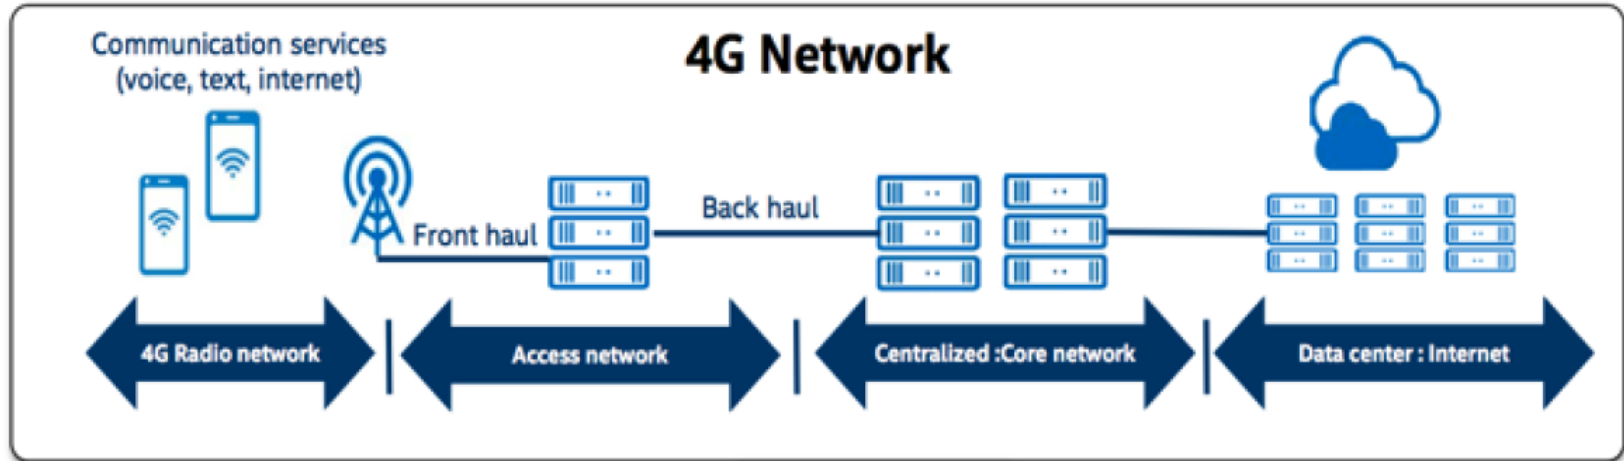 Communication services
(voice, text, internet)
4G Network
Front haul
Back haul
4G Radio network
Access network
Centralized :Core network
Data center : Internet